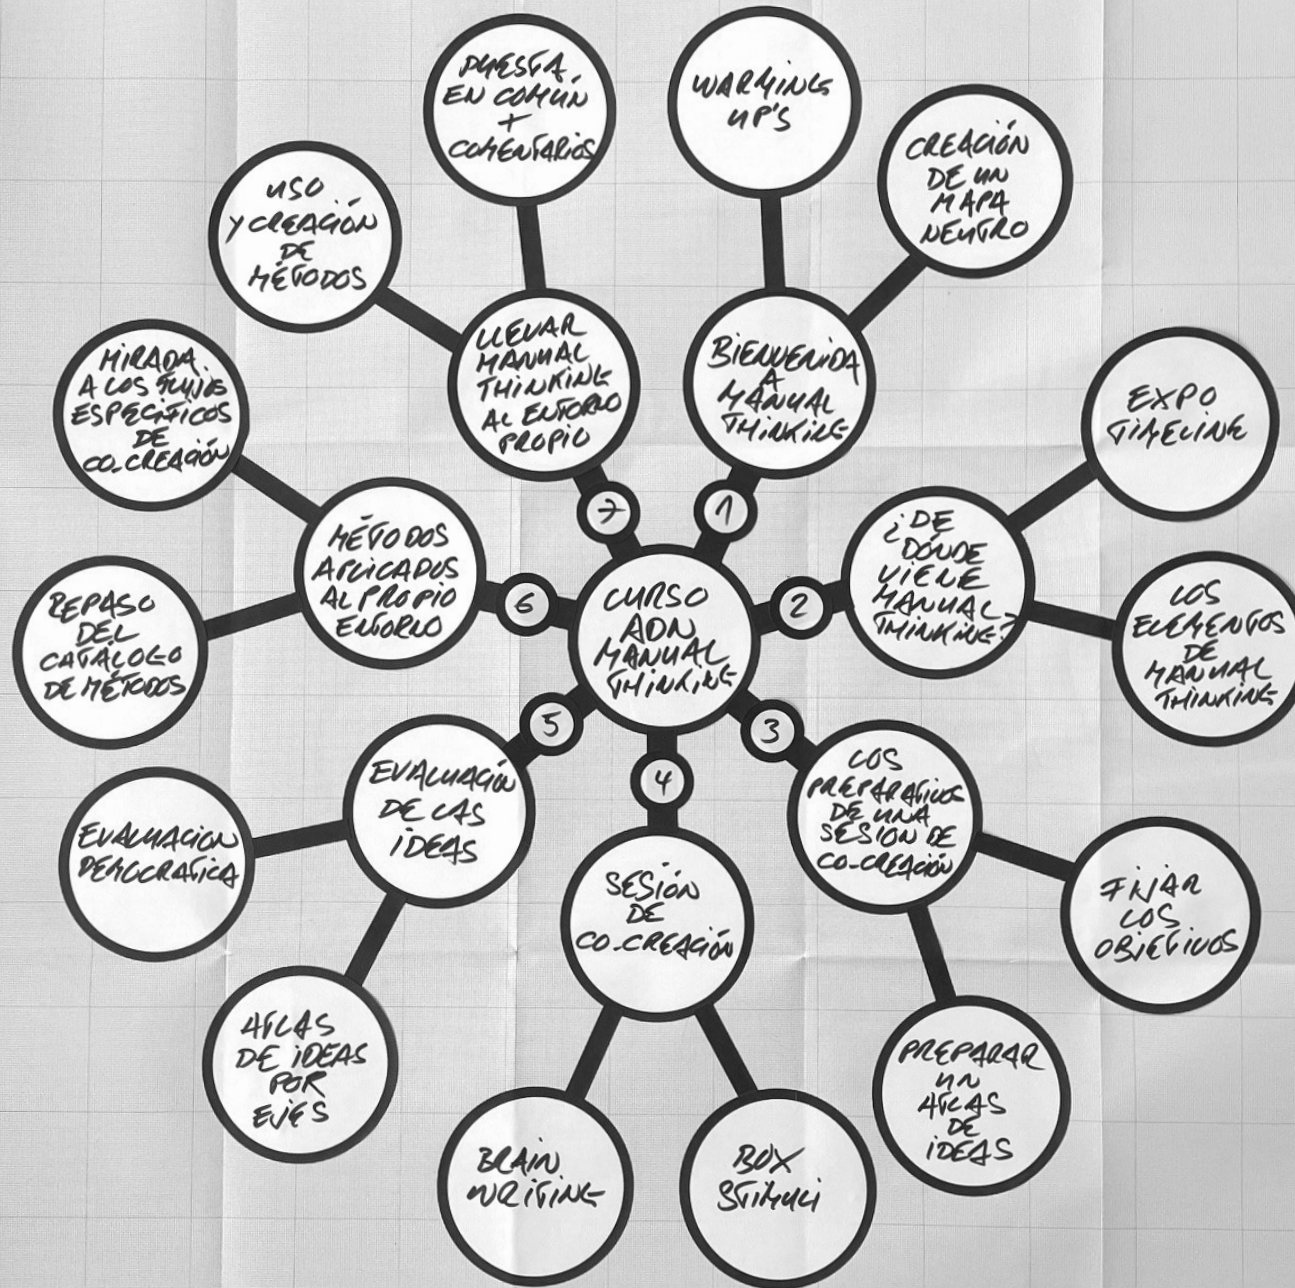 CURSO
ADN
MANUAL
THINKING
1
BIENVENIDA
A
MANUAL
THINKING
WARMING
UP'S
CREACIÓN
DE UN
MAPA
NEUTRO
2
¿DE
DÓNDE
VIENE
MANUAL
THINKING?
EXPO
TIMELINE
LOS
ELEMENTOS
DE
MANUAL
THINKING
3
LOS
PREPARATIVOS
DE UNA
SESION DE
CO-CREACIÓN
FIJAR
LOS
OBJETIVOS
PREPARAR
UN
ATLAS
DE
IDEAS
4
SESIÓN
DE
CO-CREACIÓN
BOX
STIMULI
BRAIN
WRITING
5
EVALUACIÓN
DE LAS
IDEAS
ATLAS
DE IDEAS
POR
EJES
EVALUACION
DEMOCRATICA
6
MÉTODOS
APLICADOS
AL PROPIO
ENTORNO
REPASO
DEL
CATÁLOGO
DE MÉTODOS
MIRADA
A LOS FLUJOS
ESPECÍFICOS
DE
CO-CREACIÓN
7
LLEVAR
MANUAL
THINKING
AL ENTORNO
PROPIO
USO
Y CREACIÓN
DE
MÉTODOS
PUESTA
EN COMÚN
+
COMENTARIOS